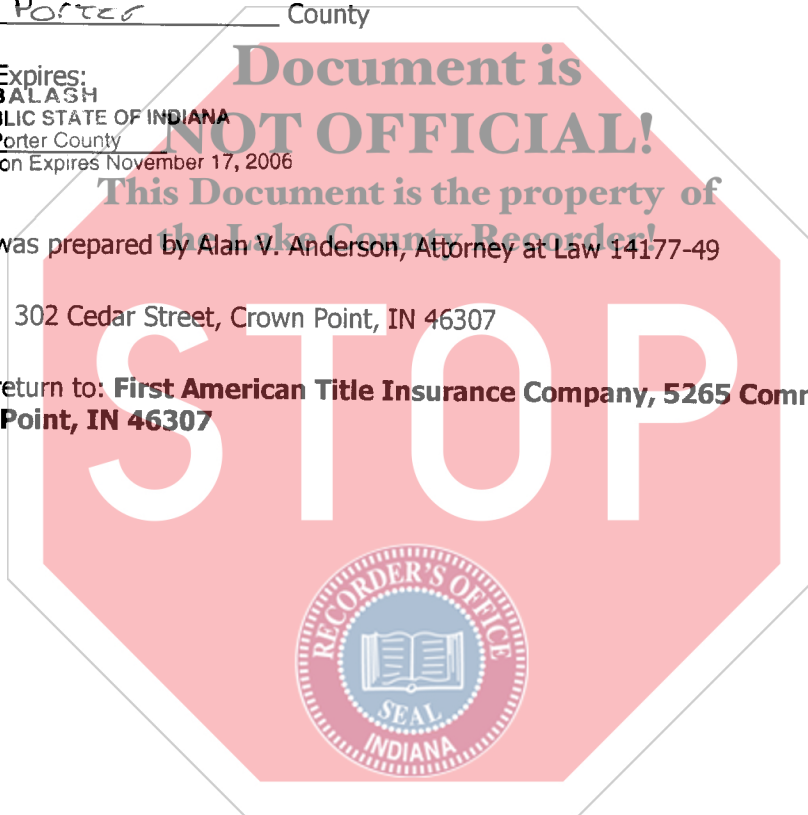 Porter County
Document is
Expires:
BALASH
BLIC STATE OF INDIANA
NOT OFFICIAL!
Porter County
on Expires November 17, 2006
This Document is the property of
the Lake County Recorder!
was prepared by Alan V. Anderson, Attorney at Law 14177-49
302 Cedar Street, Crown Point, IN 46307
STOP
return to: First American Title Insurance Company, 5265 Comm
Point, IN 46307
RECORDER'S OFFICE
SEAL
INDIANA